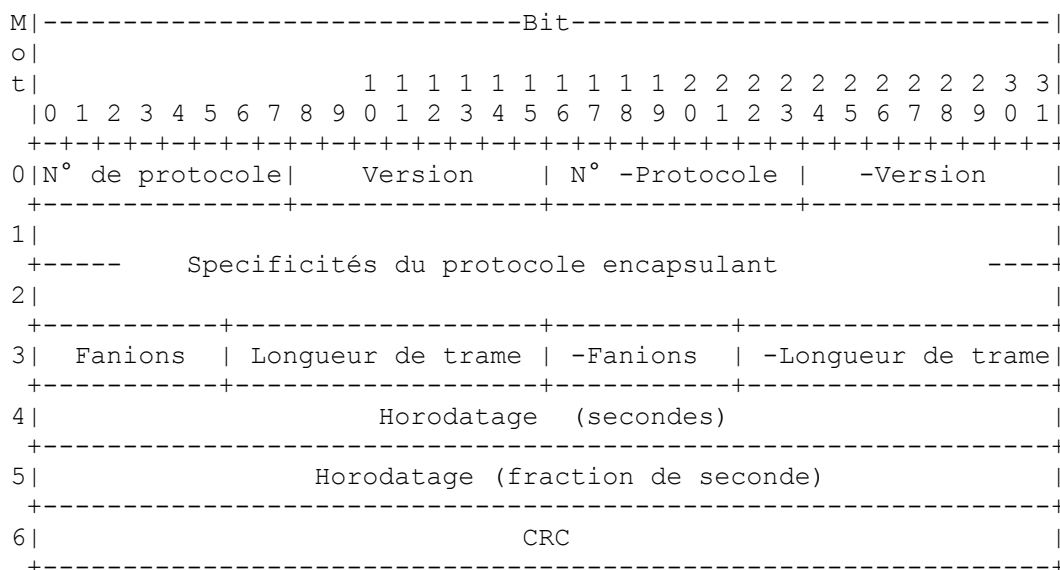 M|------------------------------Bit------------------------------|
o|                                                               |
t|                    1 1 1 1 1 1 1 1 1 1 2 2 2 2 2 2 2 2 2 2 3 3|
 |0 1 2 3 4 5 6 7 8 9 0 1 2 3 4 5 6 7 8 9 0 1 2 3 4 5 6 7 8 9 0 1|
 +-+-+-+-+-+-+-+-+-+-+-+-+-+-+-+-+-+-+-+-+-+-+-+-+-+-+-+-+-+-+-+-+
0|N° de protocole|    Version    | N° -Protocole |    -Version   |
 +---------------+---------------+---------------+---------------+
1|                                                               |
 +-----    Specificités du protocole encapsulant             ----+
2|                                                               |
 +-----------+-------------------+-----------+-------------------+
3|  Fanions  | Longueur de trame | -Fanions  | -Longueur de trame|
 +-----------+-------------------+-----------+-------------------+
4|                     Horodatage  (secondes)                    |
 +---------------------------------------------------------------+
5|                 Horodatage (fraction de seconde)              |
 +---------------------------------------------------------------+
6|                              CRC                              |
 +---------------------------------------------------------------+